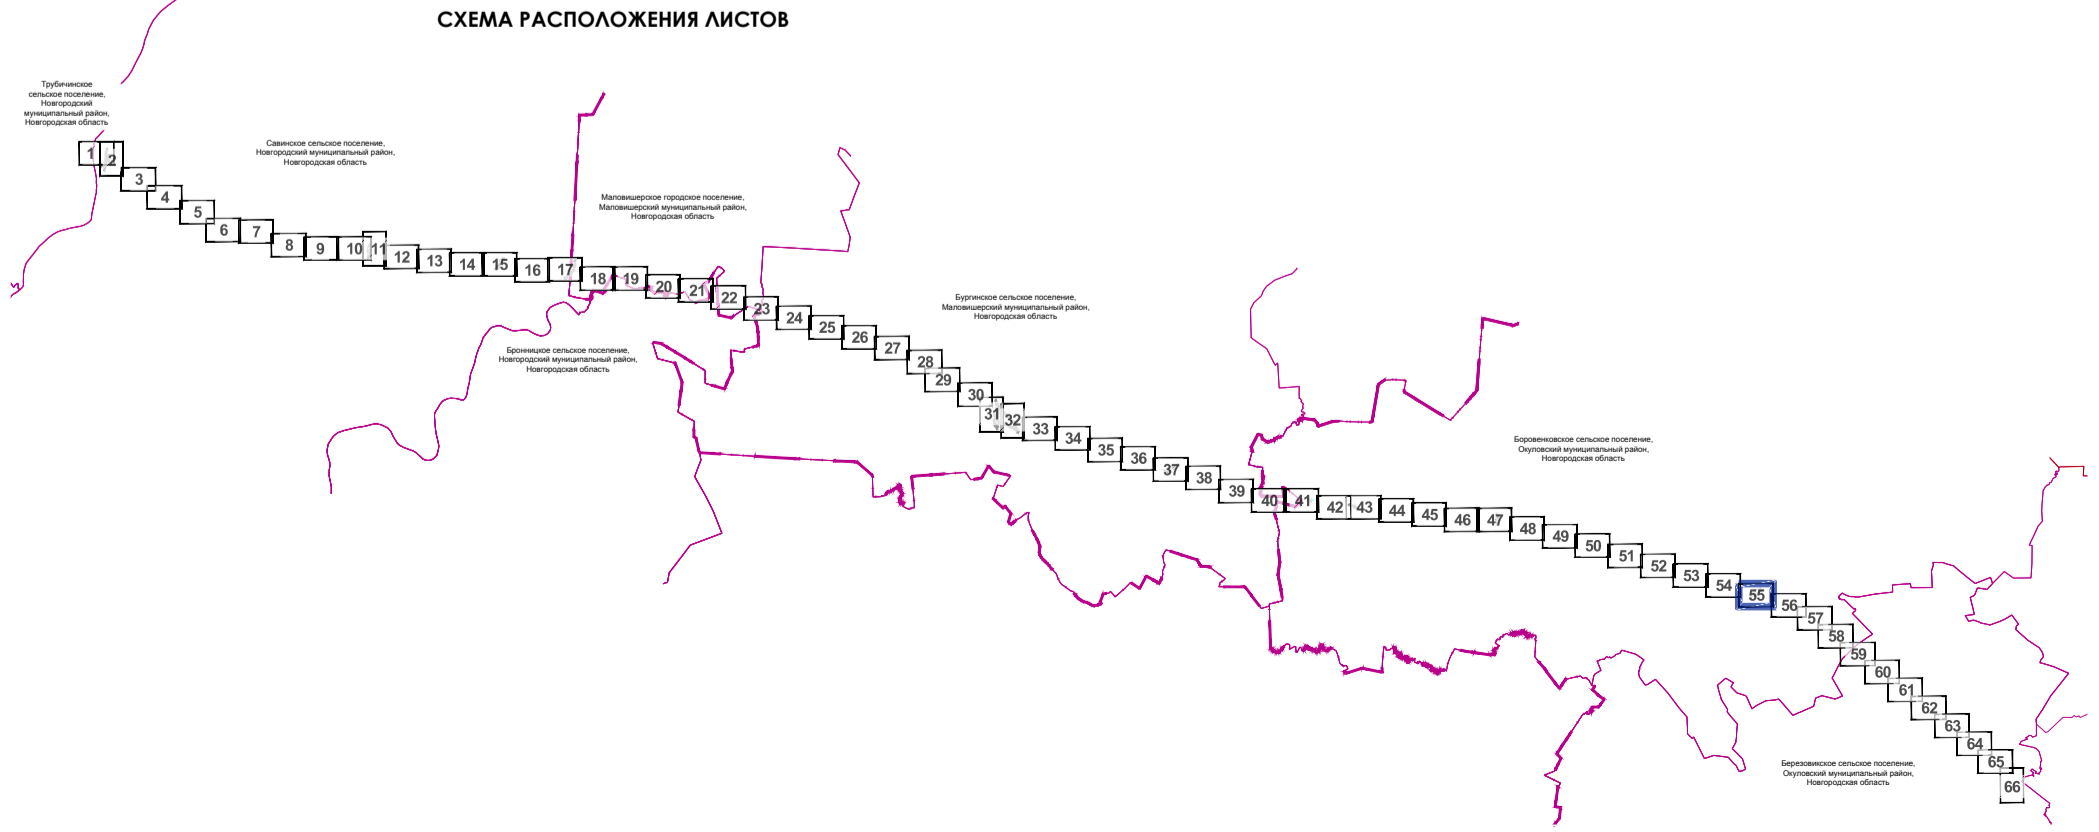 СХЕМА РАСПОЛОЖЕНИЯ ЛИСТОВ
Трубичинское
сельское поселение,
Новгородский
муниципальный район,
Новгородская область
Савинское сельское поселение,
Новгородский муниципальный район,
Новгородская область
Маловишерское городское поселение,
Маловишерский муниципальный район,
Новгородская область
Бронницкое сельское поселение,
Новгородский муниципальный район,
Новгородская область
Бургинское сельское поселение,
Маловишерский муниципальный район,
Новгородская область
Боровенковское сельское поселение,
Окуловский муниципальный район,
Новгородская область
Березовикское сельское поселение,
Окуловский муниципальный район,
Новгородская область
1
2
3
4
5
6
7
8
9
10
11
12
13
14
15
16
17
18
19
20
21
22
23
24
25
26
27
28
29
30
31
32
33
34
35
36
37
38
39
40
41
42
43
44
45
46
47
48
49
50
51
52
53
54
55
56
57
58
59
60
61
62
63
64
65
66